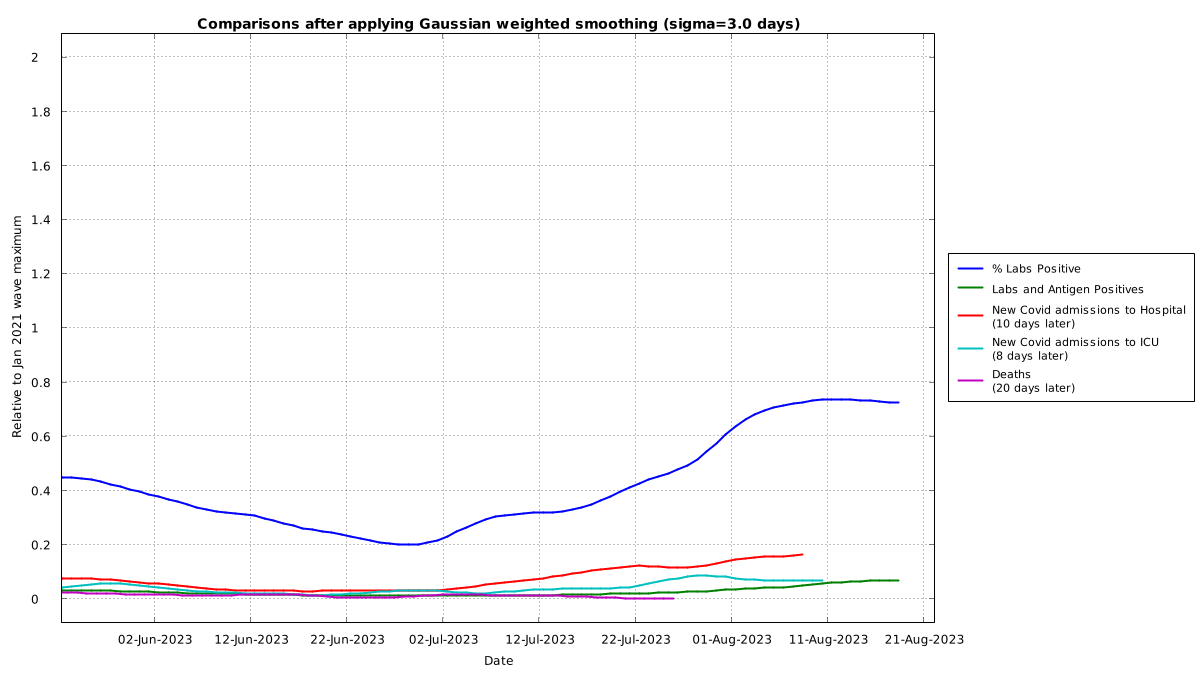 Comparisons after applying Gaussian weighted smoothing (sigma=3.0 days)
Relative to Jan 2021 wave maximum
2
1.8
1.6
1.4
1.2
1
0.8
0.6
0.4
0.2
0
02-Jun-2023
12-Jun-2023
22-Jun-2023
02-Jul-2023
12-Jul-2023
22-Jul-2023
01-Aug-2023
11-Aug-2023
21-Aug-2023
Date
% Labs Positive
Labs and Antigen Positives
New Covid admissions to Hospital
(10 days later)
New Covid admissions to ICU
(8 days later)
Deaths
(20 days later)